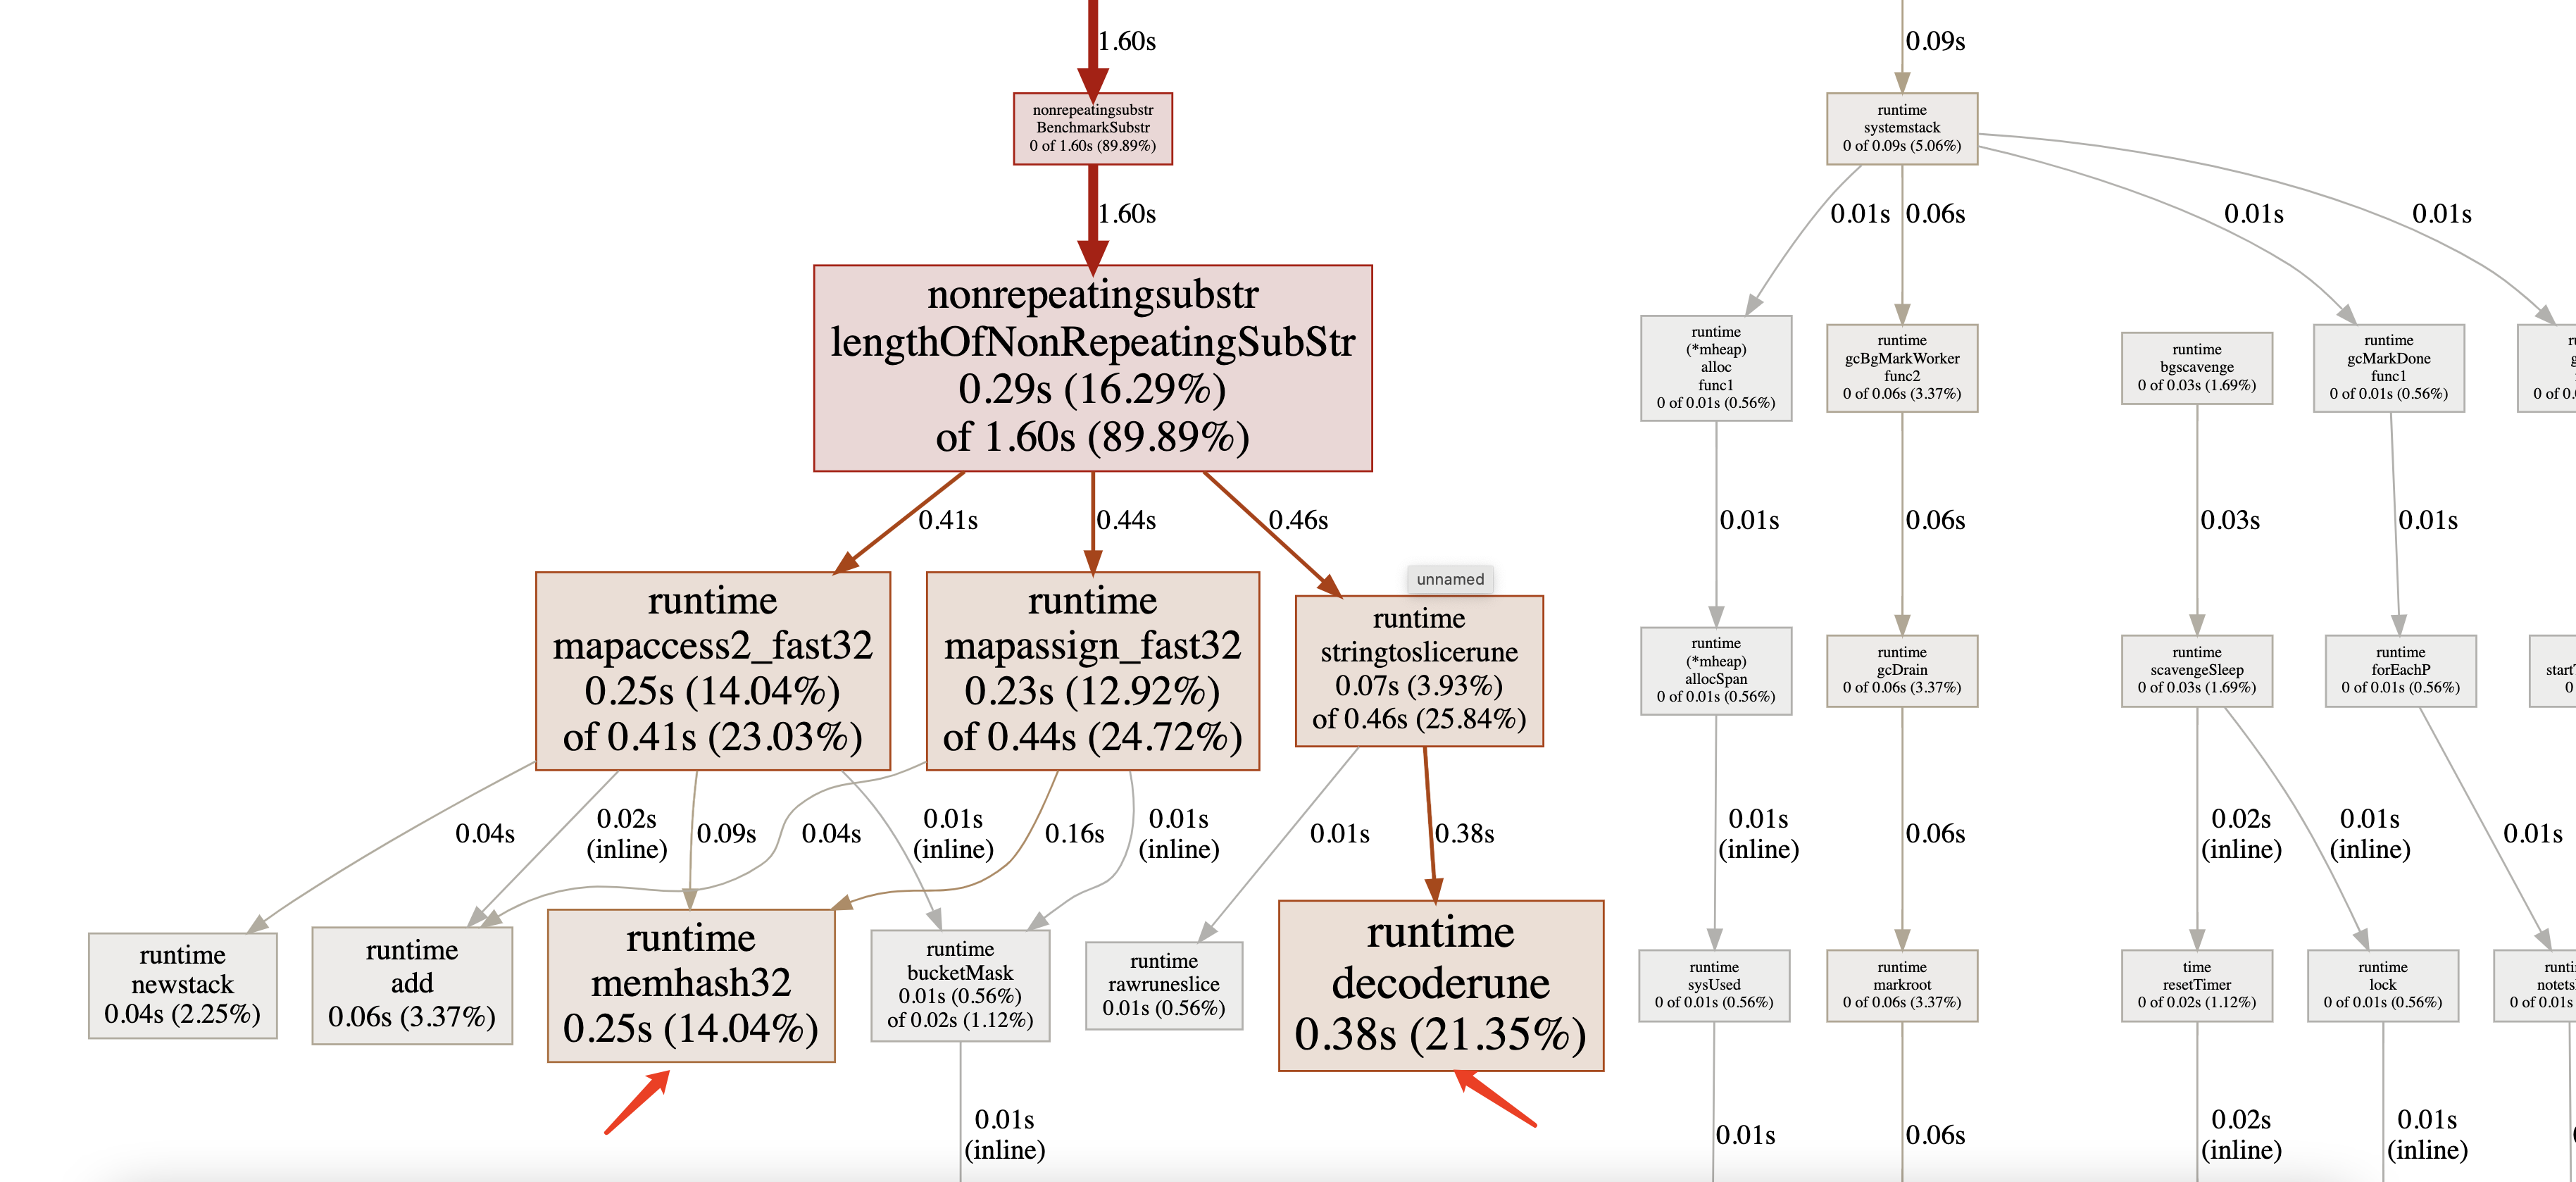 1.60s
0.09s
nonrepeatingsubstr
BenchmarkSubstr
0 of 1.60s (89.89%)
runtime
systemstack
0 of 0.09s (5.06%)
1.60s
0.01s
0.06s
0.01s
0.01s
nonrepeatingsubstr
lengthOfNonRepeatingSubStr
0.29s (16.29%)
of 1.60s (89.89%)
runtime
(*mheap)
alloc
func1
0 of 0.01s (0.56%)
runtime
gcBgMarkWorker
func2
0 of 0.06s (3.37%)
runtime
bgscavenge
0 of 0.03s (1.69%)
runtime
gcMarkDone
func1
0 of 0.01s (0.56%)
0.41s
0.44s
0.46s
0.01s
0.06s
0.03s
0.01s
unnamed
runtime
mapaccess2_fast32
0.25s (14.04%)
of 0.41s (23.03%)
runtime
mapassign_fast32
0.23s (12.92%)
of 0.44s (24.72%)
runtime
stringtoslicerune
0.07s (3.93%)
of 0.46s (25.84%)
runtime
(*mheap)
allocSpan
0 of 0.01s (0.56%)
runtime
gcDrain
0 of 0.06s (3.37%)
runtime
scavengeSleep
0 of 0.03s (1.69%)
runtime
forEachP
0 of 0.01s (0.56%)
0.04s
0.02s
(inline)
0.09s
0.04s
0.01s
(inline)
0.16s
0.01s
(inline)
0.01s
0.38s
0.01s
(inline)
0.06s
0.02s
(inline)
0.01s
(inline)
0.01s
runtime
newstack
0.04s (2.25%)
runtime
add
0.06s (3.37%)
runtime
memhash32
0.25s (14.04%)
runtime
bucketMask
0.01s (0.56%)
of 0.02s (1.12%)
runtime
rawruneslice
0.01s (0.56%)
runtime
decoderune
0.38s (21.35%)
runtime
sysUsed
0 of 0.01s (0.56%)
runtime
markroot
0 of 0.06s (3.37%)
time
resetTimer
0 of 0.02s (1.12%)
runtime
lock
0 of 0.01s (0.56%)
0 of 0.01s
0.01s
(inline)
0.01s
0.06s
0.02s
(inline)
0.01s
(inline)